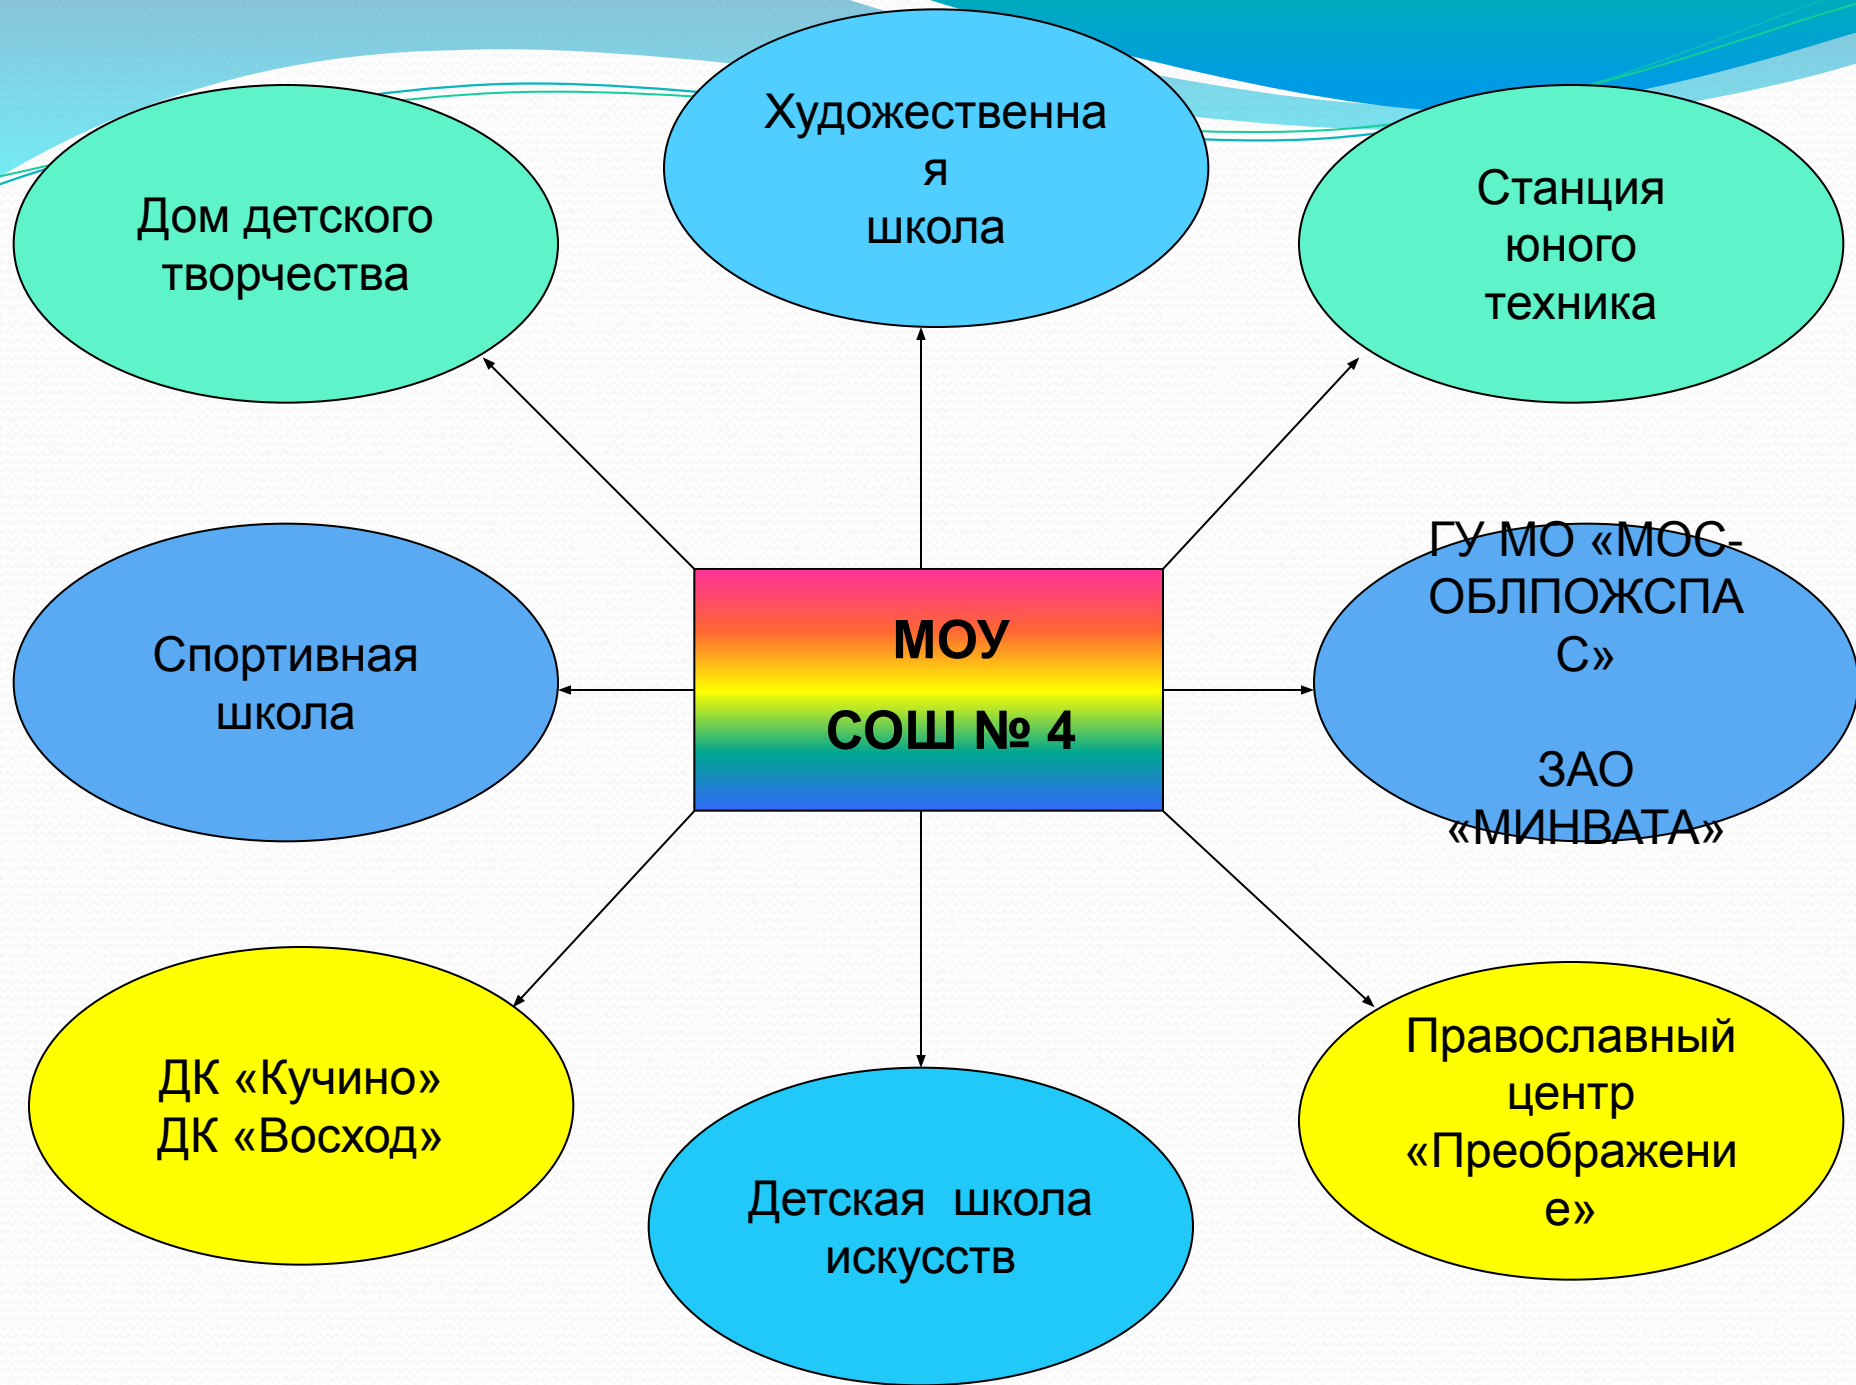 Художественна
я
школа
Дом детского
творчества
Станция
юного
техника
Спортивная
школа
МОУ
СОШ № 4
ГУ МО «МОС-
ОБЛПОЖСПА
С»
ЗАО
«МИНВАТА»
ДК «Кучино»
ДК «Восход»
Детская школа
искусств
Православный
центр
«Преображени
е»